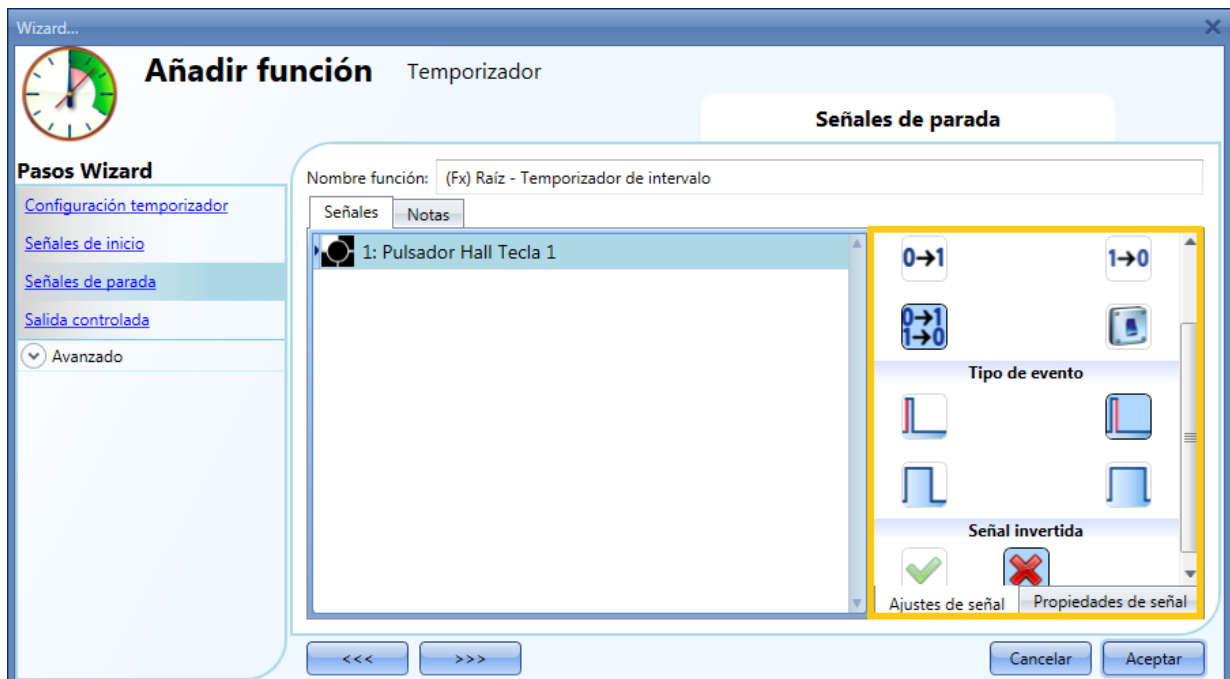 Wizard...
Añadir función
Temporizador
Señales de parada
Pasos Wizard
Configuración temporizador
Señales de inicio
Señales de parada
Salida controlada
Avanzado
Nombre función: (Fx) Raíz - Temporizador de intervalo
Señales Notas
1: Pulsador Hall Tecla 1
0→1 1→0
0→1
1→0
Tipo de evento
Señal invertida
Ajustes de señal Propiedades de señal
<<< >>> Cancelar Aceptar